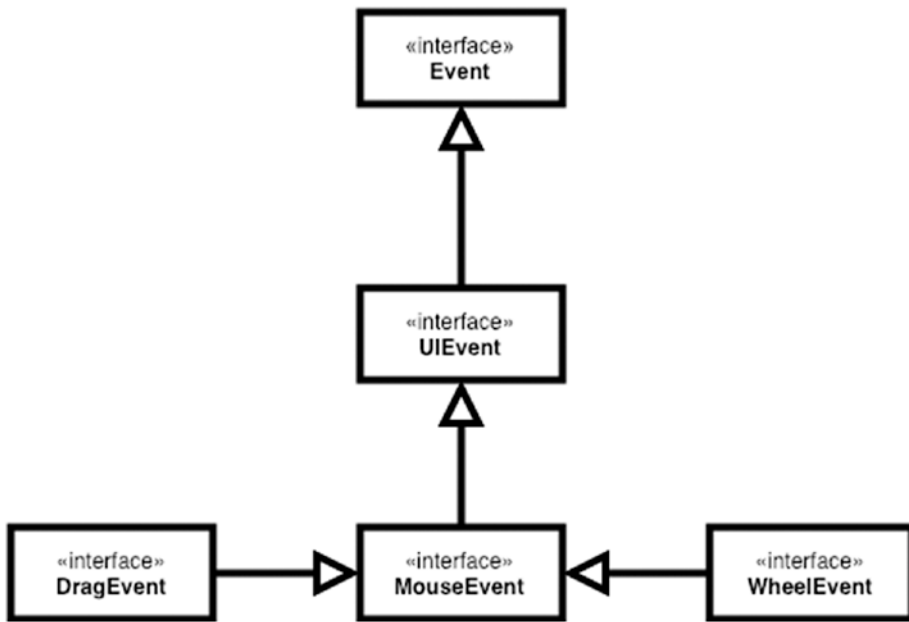 «interface»
Event
«interface»
UIEvent
«interface»
DragEvent
«interface»
MouseEvent
«interface»
WheelEvent